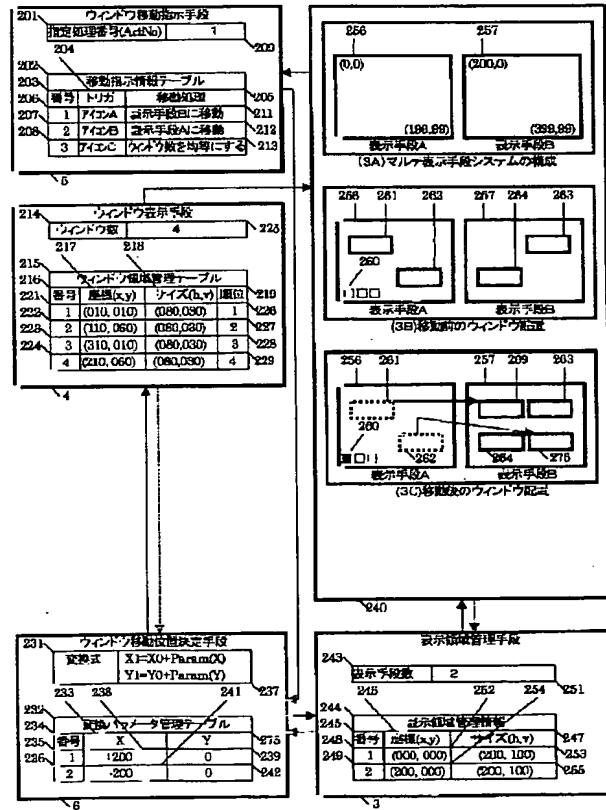 201
ウィンドウ移動指示手段
指定処理番号(ActNo) 1
204
209
202
203 移動指示情報テーブル
206 番号 トリガ 移動処理 205
207 1 アイコンA 表示手段Bに移動 211
208 2 アイコンB 表示手段Aに移動 212
3 アイコンC ウィンドウ数を均等にする 213
5
214 ウィンドウ表示手段
ウィンドウ数 4 225
217 218
215
216 ウィンドウ領域管理テーブル
221 番号 座標(x,y) サイズ(h,v) 順位 219
222 1 (010, 010) (080,030) 1 226
223 2 (110, 060) (080,030) 2 227
224 3 (310, 010) (080,030) 3 228
4 (210, 060) (080,030) 4 229
4
256 257
(0,0) (200,0)
(199,99) (399,99)
表示手段A 表示手段B
(3A)マルチ表示手段システムの構成
256 261 262 257 264 263
260
表示手段A 表示手段B
(3B)移動前のウィンドウ配置
256 261 257 209 263
260
262 264 275
表示手段A 表示手段B
(3C)移動後のウィンドウ配置
240
231 ウィンドウ移動位置決定手段
変換式 X1=X0+Param(X)
Y1=Y0+Param(Y)
237
233 238 241
232
234 変換パラメータ管理テーブル
235 番号 X Y 275
236 1 +200 0 239
2 -200 0 242
6
表示領域管理手段
243
表示手段数 2 251
246 252 254
244
245 表示領域管理情報
248 番号 座標(x,y) サイズ(h,v) 247
249 1 (000, 000) (200, 100) 253
2 (200, 000) (200, 100) 255
3